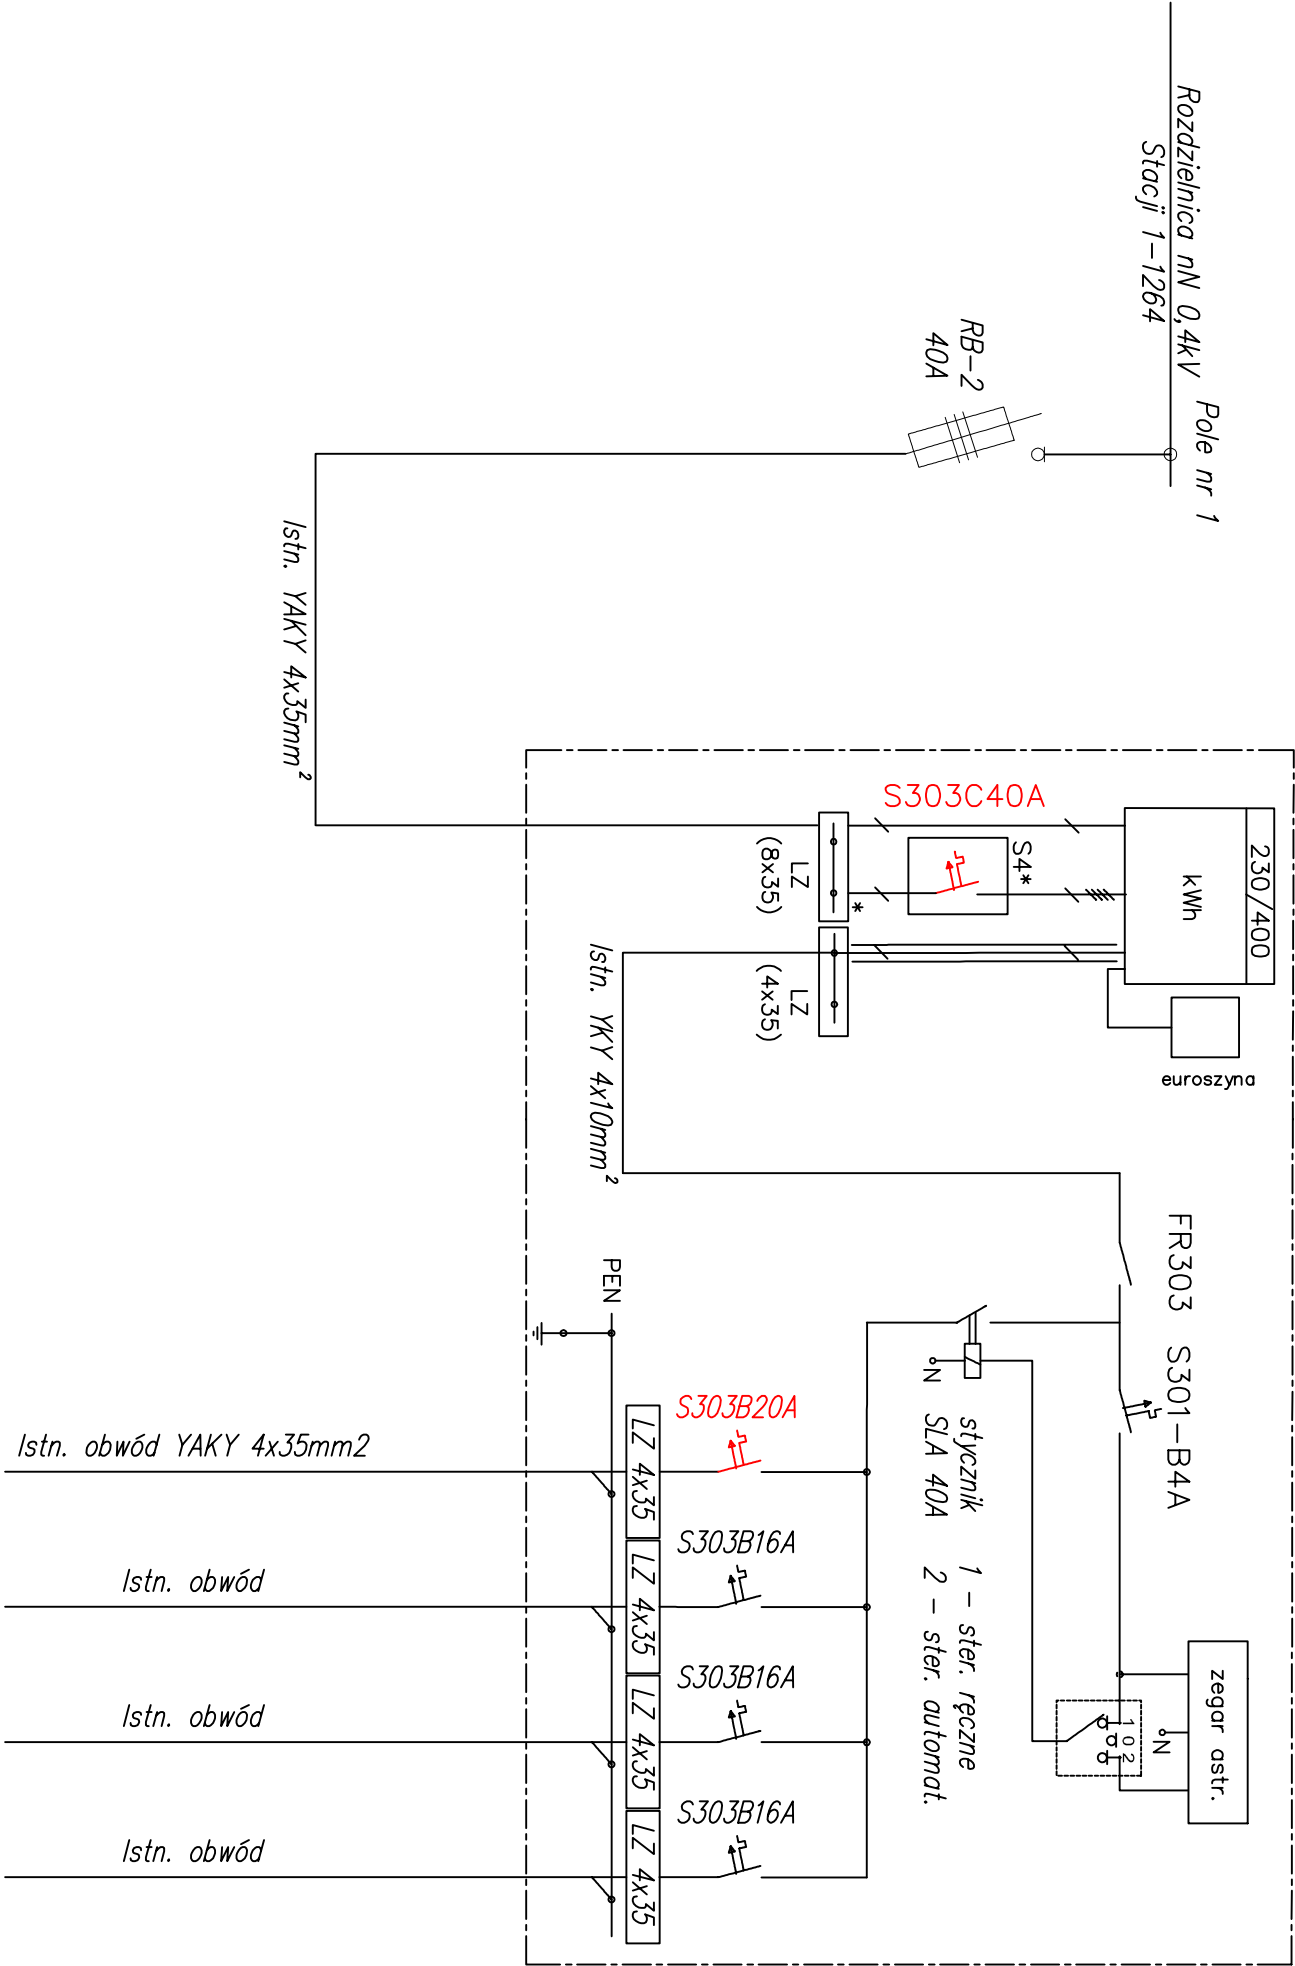 Rozdzielnica nN 0,4kV
Stacji 1-1264
Pole nr 1
RB-2
40A
Istn. YAKY 4x35mm²
S303C40A
S4*
230/400
kWh
LZ
(8x35)
*
LZ
(4x35)
euroszyna
Istn. YKY 4x10mm²
FR303
S301-B4A
PEN
N
stycznik
SLA 40A
1 - ster. ręczne
2 - ster. automat.
zegar astr.
N
1 0 2
S303B20A
LZ 4x35
Istn. obwód YAKY 4x35mm2
S303B16A
LZ 4x35
Istn. obwód
S303B16A
LZ 4x35
Istn. obwód
S303B16A
LZ 4x35
Istn. obwód